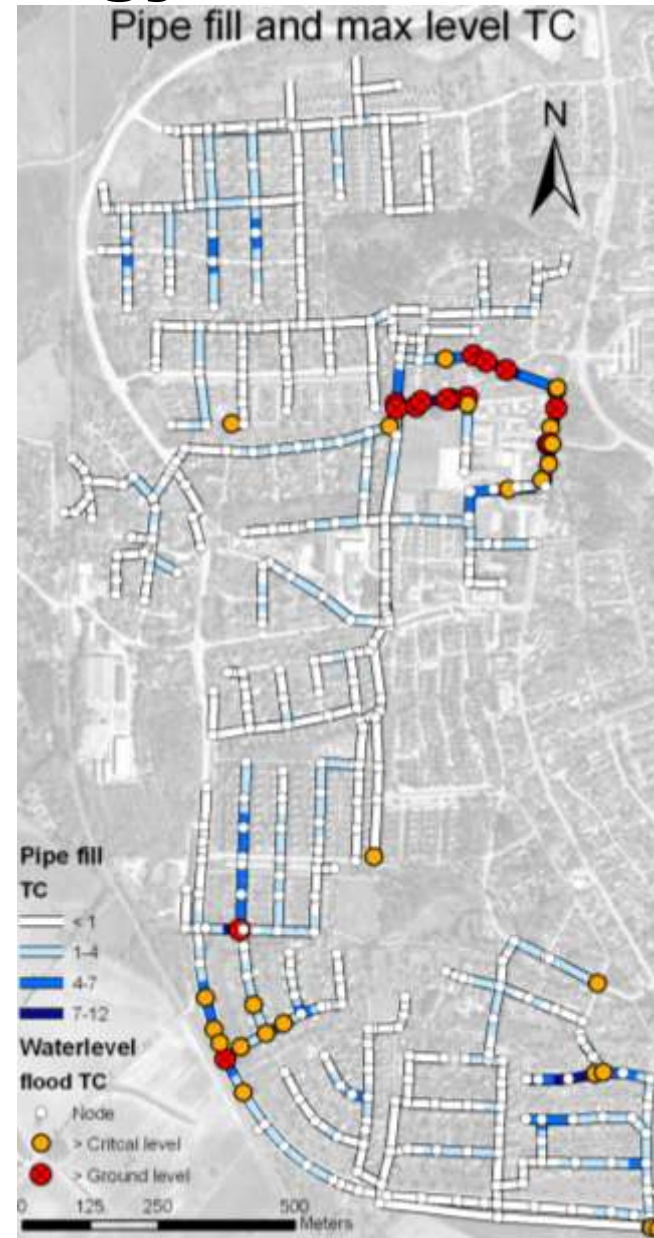 Pipe fill and max level TC
N
Pipe fill
TC
<1
1-4
4-7
7-12
Waterlevel
flood TC
Node
> Critcal level
> Ground level
0 125 250 500
Meters